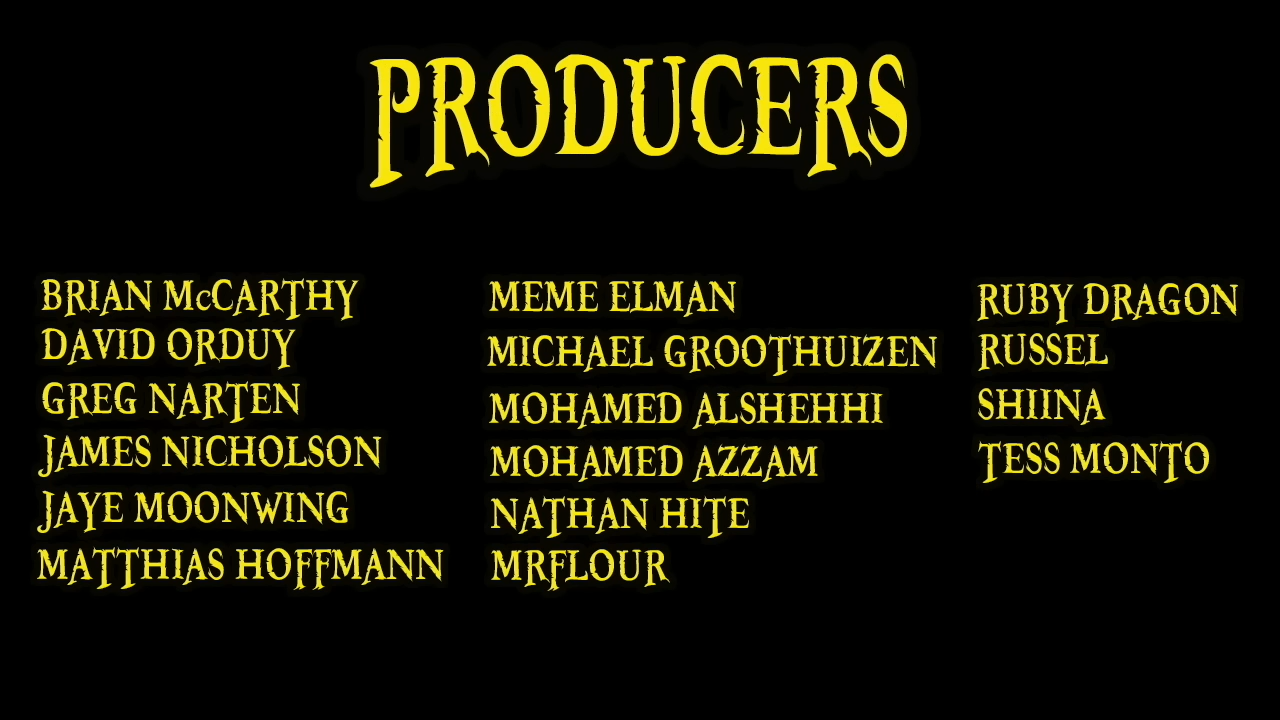 PRODUCERS
BRIAN McCARTHY
DAVID ORDUY
GREG NARTEN
JAMES NICHOLSON
JAYE MOONWING
MATTHIAS HOFFMANN
MEME ELMAN
MICHAEL GROOTHUIZEN
MOHAMED ALSHEHHI
MOHAMED AZZAM
NATHAN HITE
MRFLOUR
RUBY DRAGON
RUSSEL
SHIINA
TESS MONTO